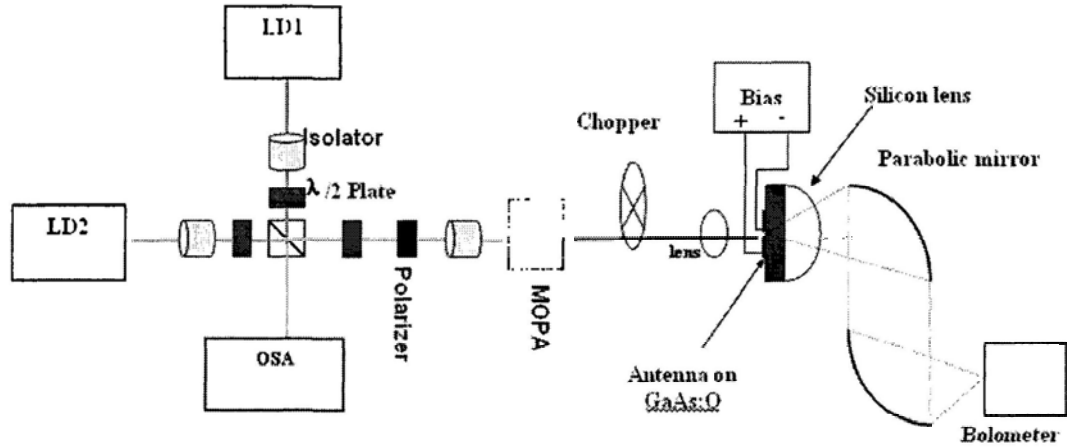 LD1
Isolator
λ/2 Plate
LD2
OSA
Polarizer
MOPA
Chopper
lens
Bias
+ -
Silicon lens
Parabolic mirror
Antenna on
GaAs:O
Bolometer